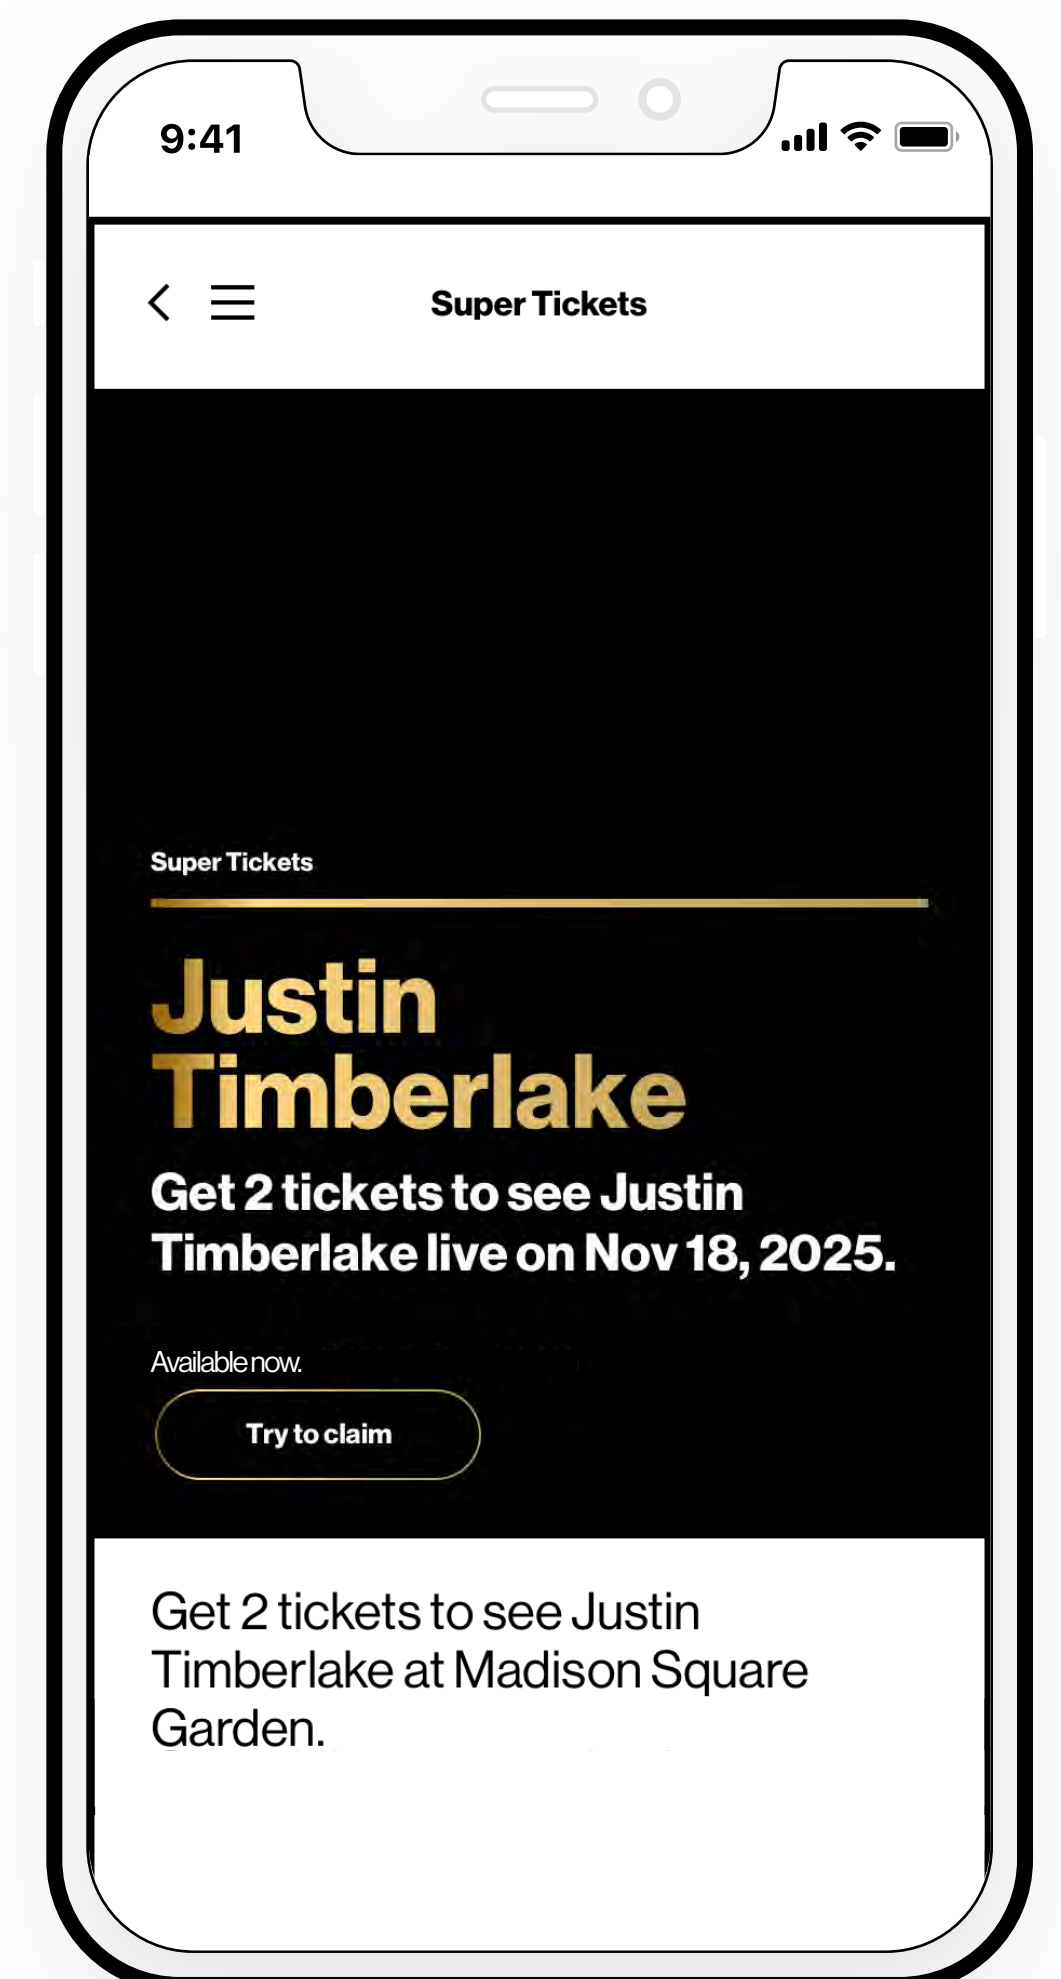 9:41
Super Tickets
Super Tickets
Justin
Timberlake
Get 2 tickets to see Justin
Timberlake live on Nov 18, 2025.
Available now.
Try to claim
Get 2 tickets to see Justin
Timberlake at Madison Square
Garden.